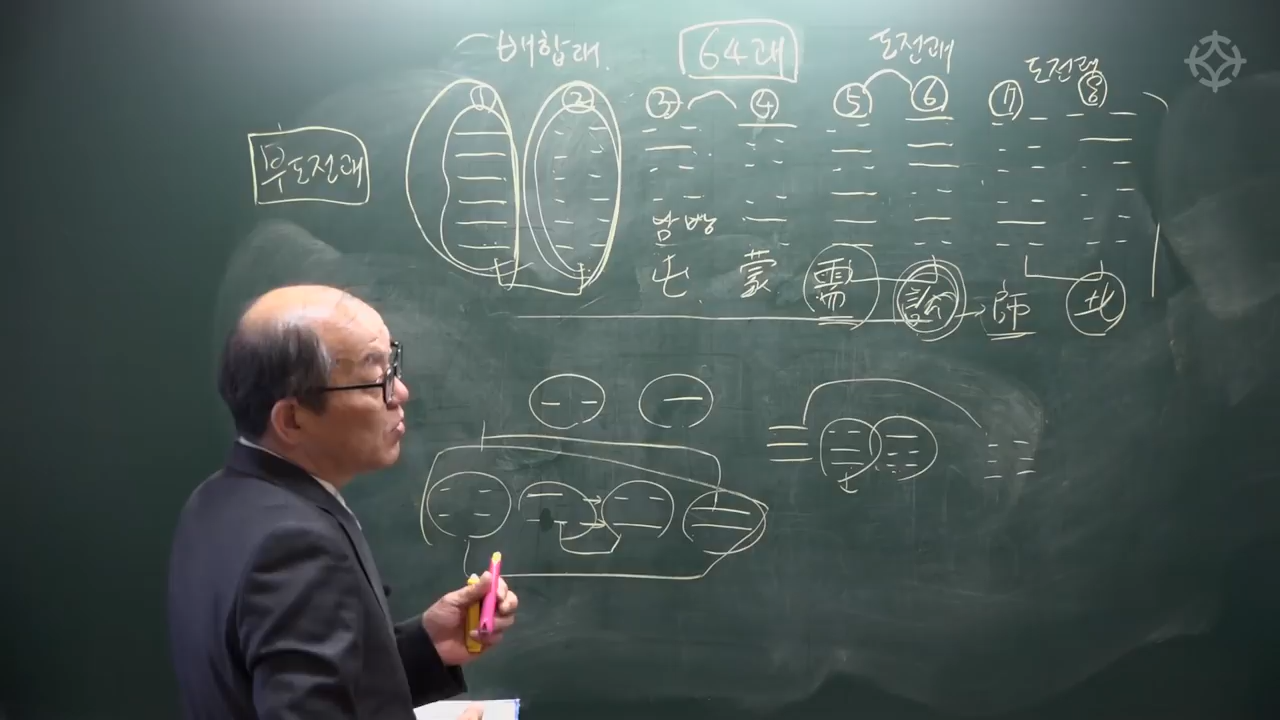 배합괘. 64괘 도전괘 도전괘
① ② ③ ④ ⑤ ⑥ ⑦ ⑧
부도전괘
屯 蒙 需 訟 師 比